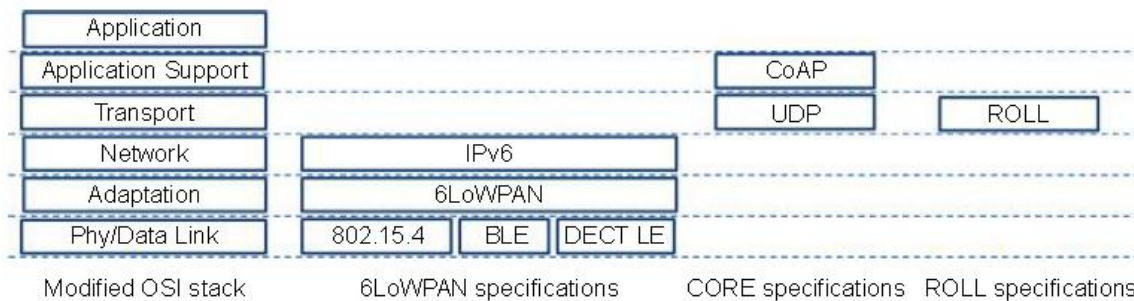 Application
Application Support CoAP
Transport UDP ROLL
Network IPv6
Adaptation 6LoWPAN
Phy/Data Link 802.15.4 BLE DECT LE
Modified OSI stack 6LoWPAN specifications CORE specifications ROLL specifications